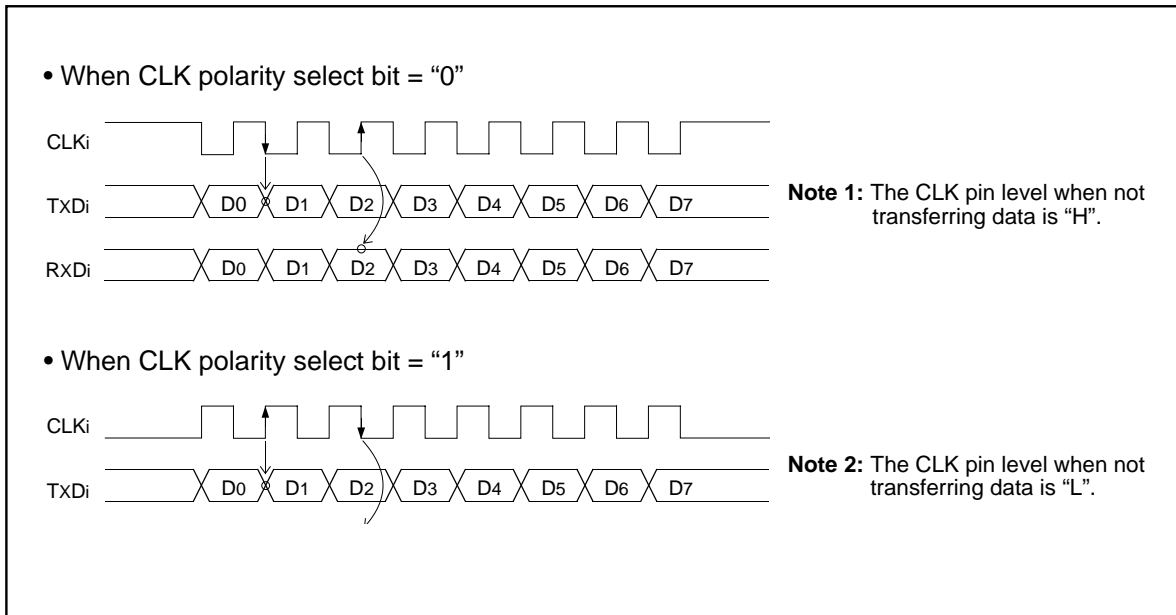 • When CLK polarity select bit = “0”
CLKi
TXDi
D0 D1 D2 D3 D4 D5 D6 D7
RXDi
D0 D1 D2 D3 D4 D5 D6 D7
Note 1: The CLK pin level when not
transferring data is “H”.
• When CLK polarity select bit = “1”
CLKi
TXDi
D0 D1 D2 D3 D4 D5 D6 D7
Note 2: The CLK pin level when not
transferring data is “L”.